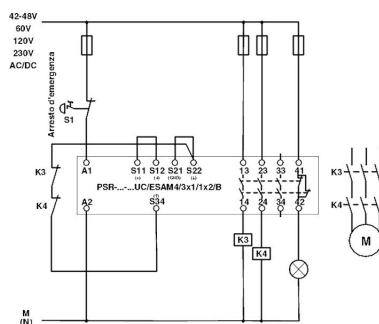 42-48V
60V
120V
230V
AC/DC
Arresto d'emergenza
S1
K3
K4
A1
S11
S12
S21
S22
(+)
(-)
(GND)
13
23
33
41
PSR-...-...UC/ESAM4/3x1/1x2/B
A2
S34
14
24
34
42
K3
K4
K3
K4
M
M
(N)